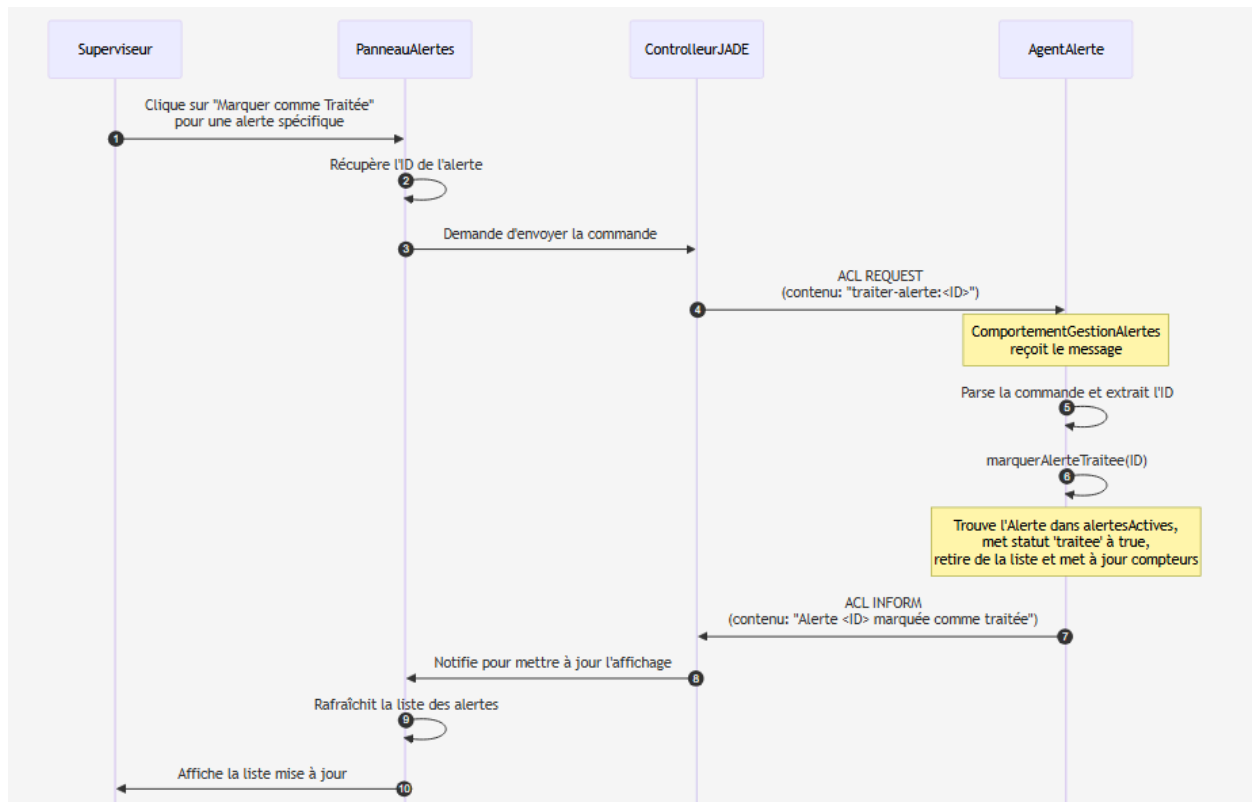 Superviseur
PanneauAlertes
ControlleurJADE
AgentAlerte
Clique sur "Marquer comme Traitée"
pour une alerte spécifique
1
Récupère l'ID de l'alerte
2
Demande d'envoyer la commande
3
ACL REQUEST
(contenu: "traiter-alerte:<ID>")
4
ComportementGestionAlertes
reçoit le message
Parse la commande et extrait l'ID
5
marquerAlerteTraitee(ID)
6
Trouve l'Alerte dans alertesActives,
met statut 'traitee' à true,
retire de la liste et met à jour compteurs
ACL INFORM
(contenu: "Alerte <ID> marquée comme traitée")
7
Notifie pour mettre à jour l'affichage
8
Rafraîchit la liste des alertes
9
Affiche la liste mise à jour
10